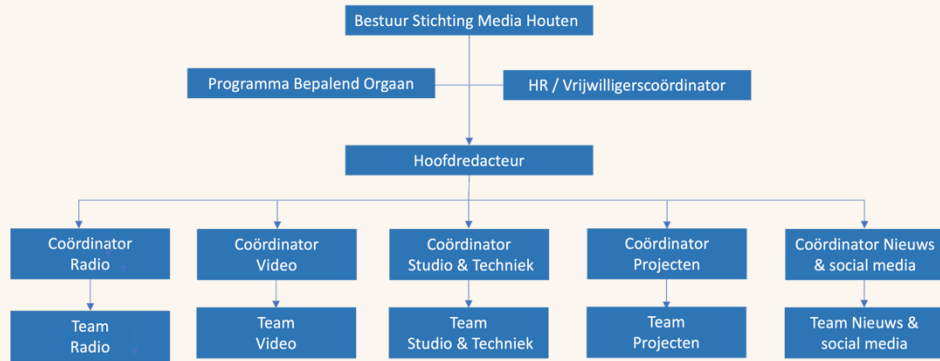 Bestuur Stichting Media Houten
Programma Bepalend Orgaan
HR / Vrijwilligerscoördinator
Hoofdredacteur
Coördinator
Radio
Coördinator
Video
Coördinator
Studio & Techniek
Coördinator
Projecten
Coördinator Nieuws
& social media
Team
Radio
Team
Video
Team
Studio & Techniek
Team
Projecten
Team Nieuws &
social media